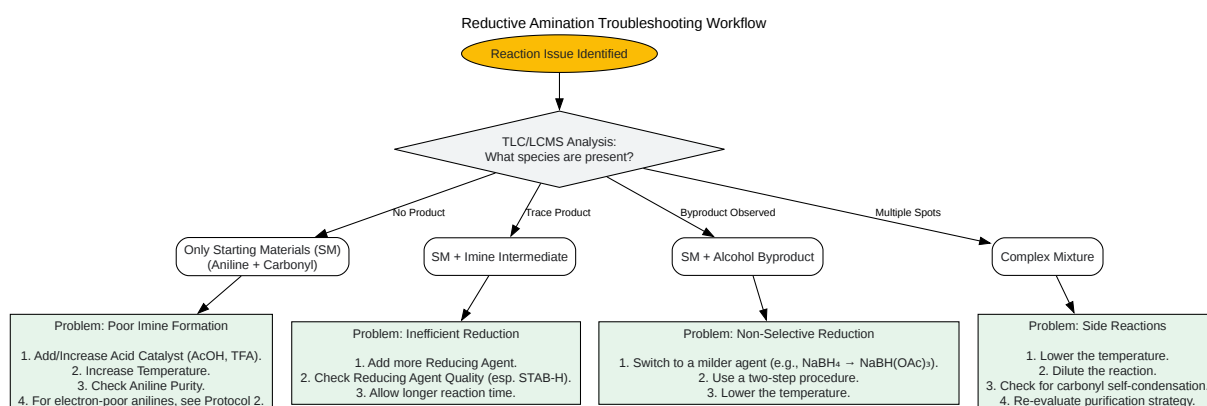 Reductive Amination Troubleshooting Workflow
Reaction Issue Identified
TLC/LCMS Analysis:
What species are present?
No Product
Trace Product
Byproduct Observed
Multiple Spots
Only Starting Materials (SM)
(Aniline + Carbonyl)
SM + Imine Intermediate
SM + Alcohol Byproduct
Complex Mixture
Problem: Poor Imine Formation
1. Add/Increase Acid Catalyst (AcOH, TFA).
2. Increase Temperature.
3. Check Aniline Purity.
4. For electron-poor anilines, see Protocol 2.
Problem: Inefficient Reduction
1. Add more Reducing Agent.
2. Check Reducing Agent Quality (esp. STAB-H).
3. Allow longer reaction time.
Problem: Non-Selective Reduction
1. Switch to a milder agent (e.g., NaBH₄ → NaBH(OAc)₃).
2. Use a two-step procedure.
3. Lower the temperature.
Problem: Side Reactions
1. Lower the temperature.
2. Dilute the reaction.
3. Check for carbonyl self-condensation.
4. Re-evaluate purification strategy.